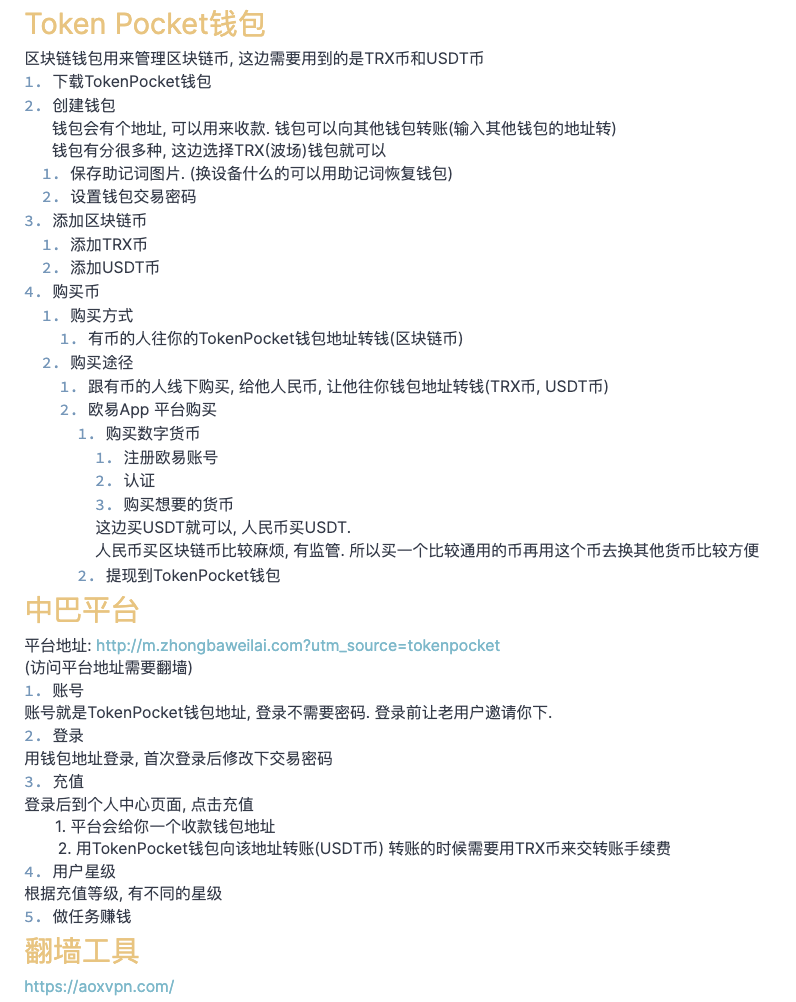 Token Pocket钱包
区块链钱包用来管理区块链币, 这边需要用到的是TRX币和USDT币
1. 下载TokenPocket钱包
2. 创建钱包
钱包会有个地址, 可以用来收款. 钱包可以向其他钱包转账(输入其他钱包的地址转)
钱包有分很多种, 这边选择TRX(波场)钱包就可以
1. 保存助记词图片. (换设备什么的可以用助记词恢复钱包)
2. 设置钱包交易密码
3. 添加区块链币
1. 添加TRX币
2. 添加USDT币
4. 购买币
1. 购买方式
1. 有币的人往你的TokenPocket钱包地址转钱(区块链币)
2. 购买途径
1. 跟有币的人线下购买, 给他人民币, 让他往你钱包地址转钱(TRX币, USDT币)
2. 欧易App 平台购买
1. 购买数字货币
1. 注册欧易账号
2. 认证
3. 购买想要的货币
这边买USDT就可以, 人民币买USDT.
人民币买区块链币比较麻烦, 有监管. 所以买一个比较通用的币再用这个币去换其他货币比较方便
2. 提现到TokenPocket钱包
中巴平台
平台地址: http://m.zhongbaweilai.com?utm_source=tokenpocket
(访问平台地址需要翻墙)
1. 账号
账号就是TokenPocket钱包地址, 登录不需要密码. 登录前让老用户邀请你下.
2. 登录
用钱包地址登录, 首次登录后修改下交易密码
3. 充值
登录后到个人中心页面, 点击充值
1. 平台会给你一个收款钱包地址
2. 用TokenPocket钱包向该地址转账(USDT币) 转账的时候需要用TRX币来交转账手续费
4. 用户星级
根据充值等级, 有不同的星级
5. 做任务赚钱
翻墙工具
https://aoxvpn.com/